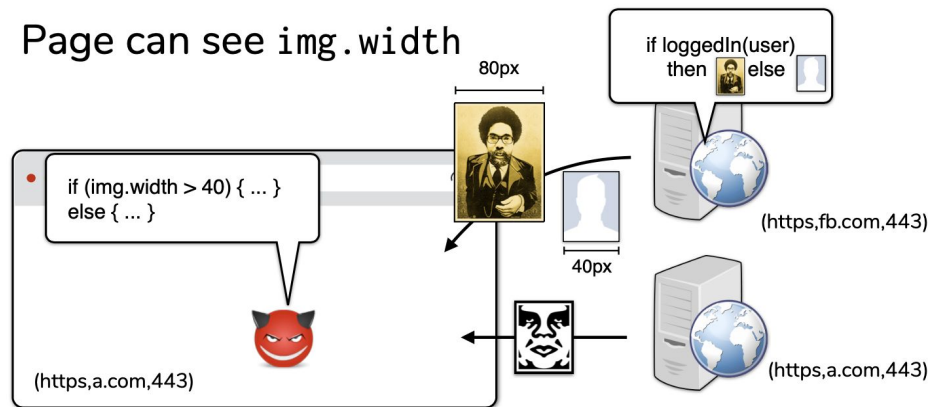 Page can see img.width
80px
if loggedIn(user)
then else
if (img.width > 40) { ... }
else { ... }
(https,fb.com,443)
40px
(https,a.com,443)
(https,a.com,443)